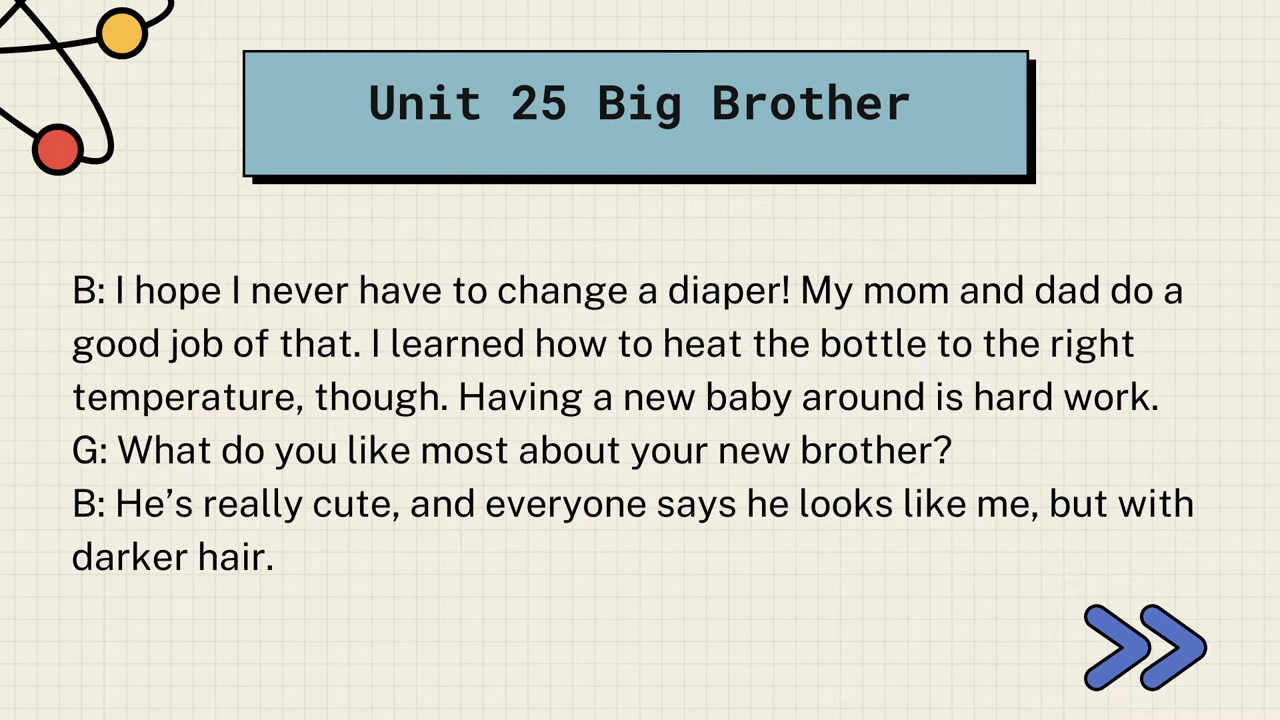 Unit 25 Big Brother
B: I hope I never have to change a diaper! My mom and dad do a
good job of that. I learned how to heat the bottle to the right
temperature, though. Having a new baby around is hard work.
G: What do you like most about your new brother?
B: He’s really cute, and everyone says he looks like me, but with
darker hair.